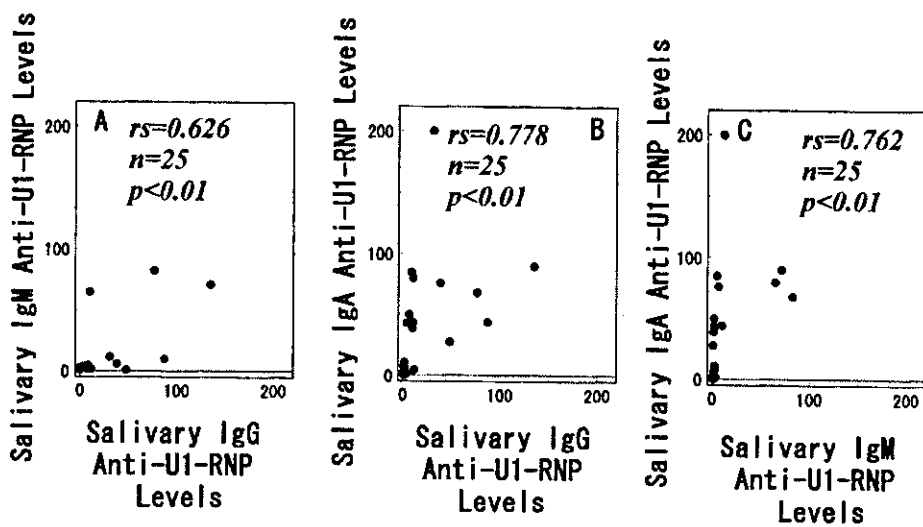 Salivary IgM Anti-U1-RNP Levels
A
rs=0.626
n=25
p<0.01
200
100
0
0 100 200
Salivary IgG
Anti-U1-RNP
Levels
Salivary IgA Anti-U1-RNP Levels
B
rs=0.778
n=25
p<0.01
200
100
0
0 100 200
Salivary IgG
Anti-U1-RNP
Levels
Salivary IgA Anti-U1-RNP Levels
C
rs=0.762
n=25
p<0.01
200
100
0
0 100 200
Salivary IgM
Anti-U1-RNP
Levels